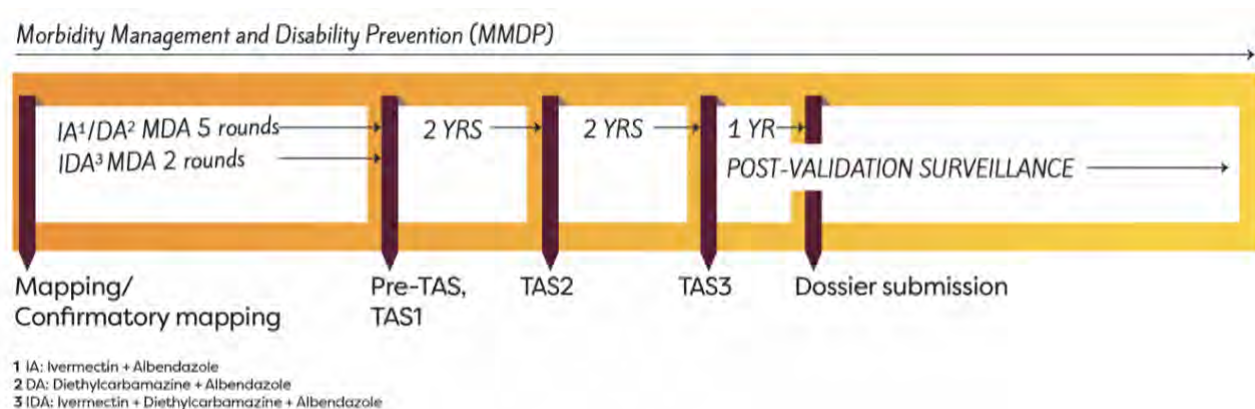 Morbidity Management and Disability Prevention (MMDP)
IA¹/DA² MDA 5 rounds
IDA³ MDA 2 rounds
2 YRS
2 YRS
1 YR
POST-VALIDATION SURVEILLANCE
Mapping/
Confirmatory mapping
Pre-TAS,
TAS1
TAS2
TAS3
Dossier submission
1 IA: Ivermectin + Albendazole
2 DA: Diethylcarbamazine + Albendazole
3 IDA: Ivermectin + Diethylcarbamazine + Albendazole